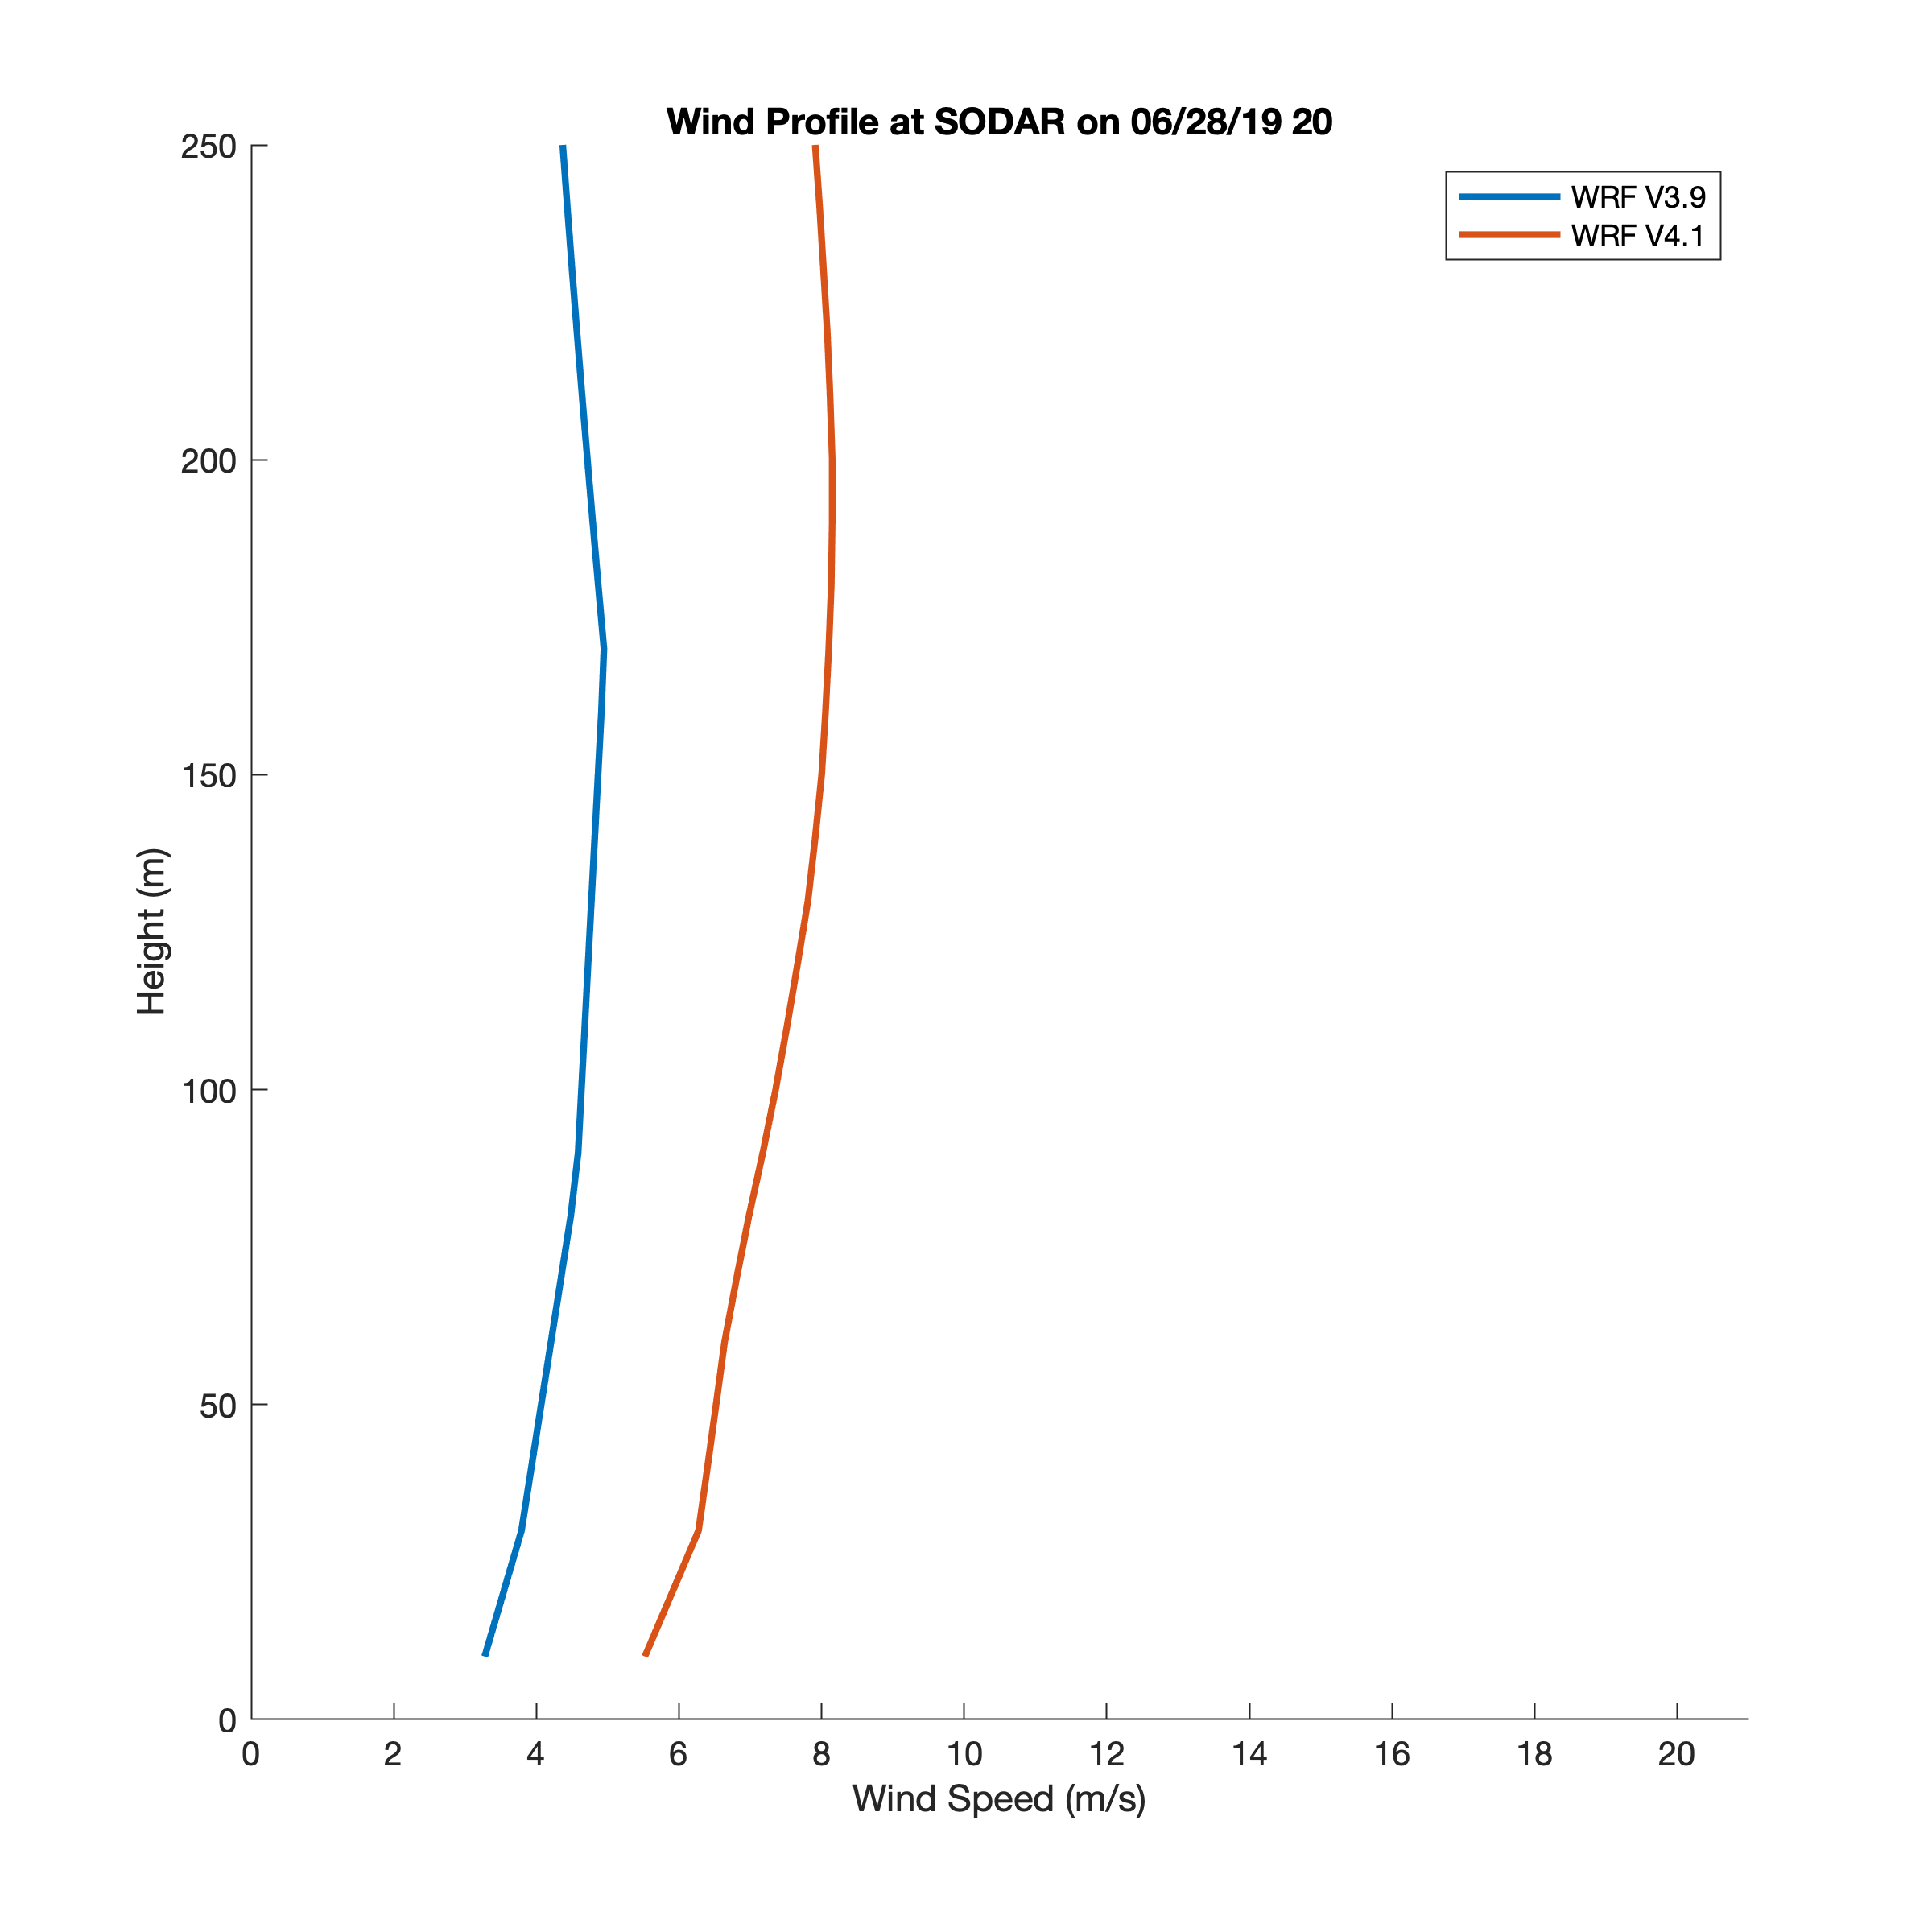 Wind Profile at SODAR on 06/28/19 20
250
200
150
100
50
0
Height (m)
WRF V3.9
WRF V4.1
0 2 4 6 8 10 12 14 16 18 20
Wind Speed (m/s)